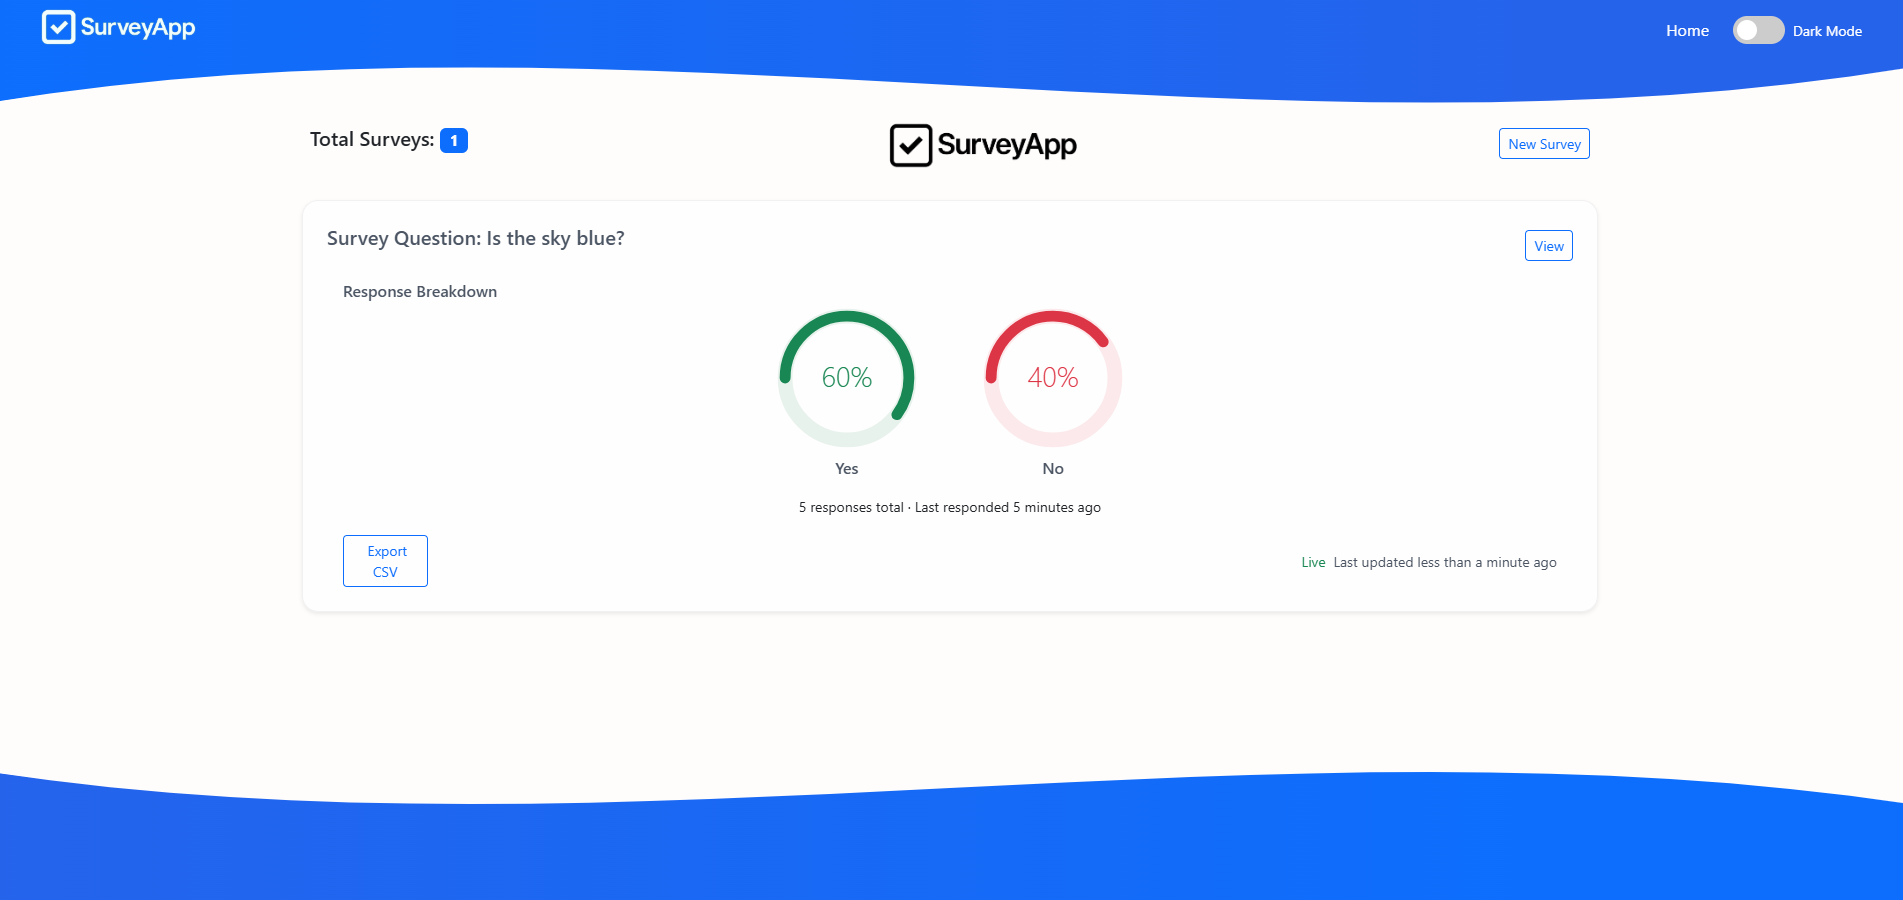 SurveyApp
Home
Dark Mode
Total Surveys: 1
SurveyApp
New Survey
Survey Question: Is the sky blue?
View
Response Breakdown
60%
40%
Yes
No
5 responses total · Last responded 5 minutes ago
Export
CSV
Live Last updated less than a minute ago